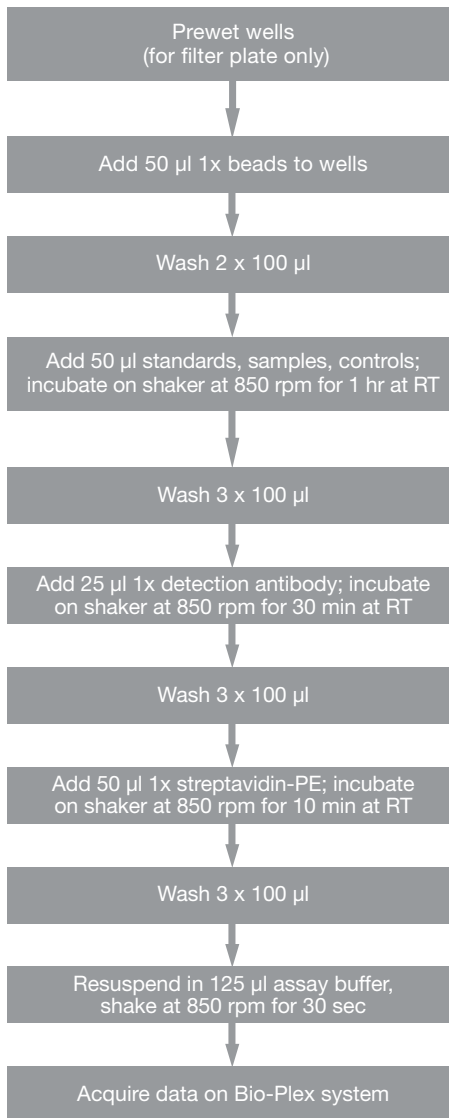 Prewet wells
(for filter plate only)
Add 50 µl 1x beads to wells
Wash 2 x 100 µl
Add 50 µl standards, samples, controls;
incubate on shaker at 850 rpm for 1 hr at RT
Wash 3 x 100 µl
Add 25 µl 1x detection antibody; incubate
on shaker at 850 rpm for 30 min at RT
Wash 3 x 100 µl
Add 50 µl 1x streptavidin-PE; incubate
on shaker at 850 rpm for 10 min at RT
Wash 3 x 100 µl
Resuspend in 125 µl assay buffer,
shake at 850 rpm for 30 sec
Acquire data on Bio-Plex system